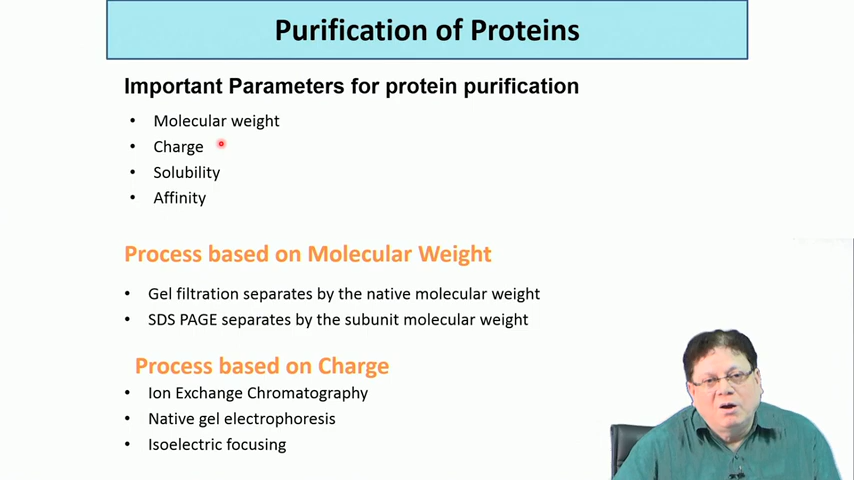 Purification of Proteins
Important Parameters for protein purification
• Molecular weight
• Charge
• Solubility
• Affinity
Process based on Molecular Weight
• Gel filtration separates by the native molecular weight
• SDS PAGE separates by the subunit molecular weight
Process based on Charge
• Ion Exchange Chromatography
• Native gel electrophoresis
• Isoelectric focusing